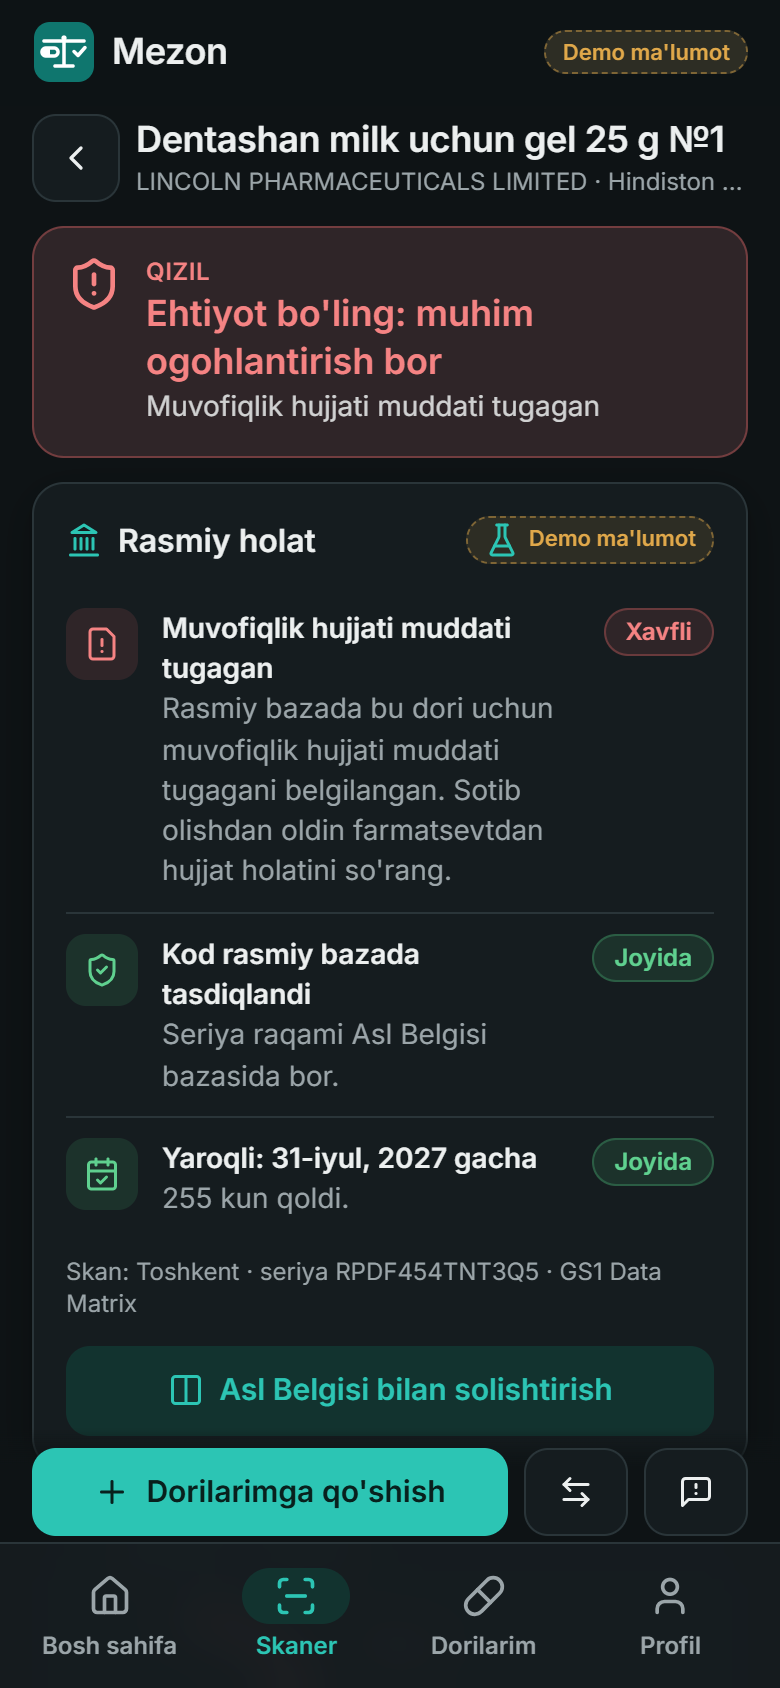 Mezon
Demo ma'lumot
Dentashan milk uchun gel 25 g №1
LINCOLN PHARMACEUTICALS LIMITED · Hindiston ...
QIZIL
Ehtiyot bo'ling: muhim
ogohlantirish bor
Muvofiqlik hujjati muddati tugagan
Rasmiy holat
Demo ma'lumot
Muvofiqlik hujjati muddati
tugagan
Xavfli
Rasmiy bazada bu dori uchun
muvofiqlik hujjati muddati
tugagani belgilangan. Sotib
olishdan oldin farmatsevtdan
hujjat holatini so'rang.
Kod rasmiy bazada
tasdiqlandi
Joyida
Seriya raqami Asl Belgisi
bazasida bor.
Yaroqli: 31-iyul, 2027 gacha
Joyida
255 kun qoldi.
Skan: Toshkent · seriya RPDF454TNT3Q5 · GS1 Data
Matrix
Asl Belgisi bilan solishtirish
Dorilarimga qo'shish
Bosh sahifa
Skaner
Dorilarim
Profil